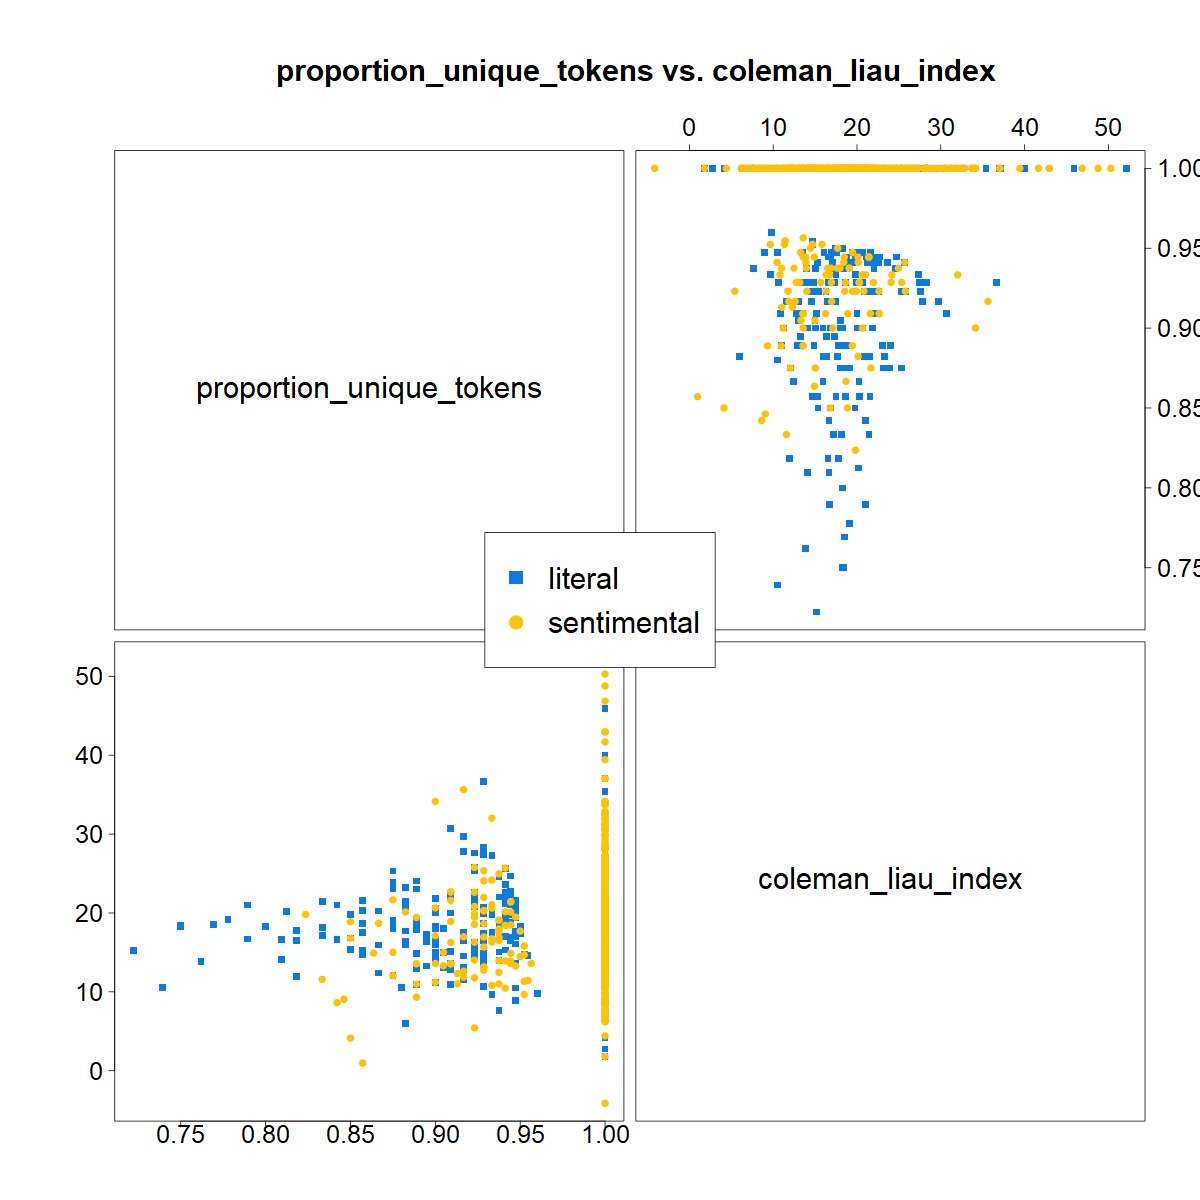 proportion_unique_tokens vs. coleman_liau_index
0 10 20 30 40 50
1.00
0.95
0.90
0.85
0.80
0.75
proportion_unique_tokens
literal
sentimental
50
40
30
20
10
0
coleman_liau_index
0.75 0.80 0.85 0.90 0.95 1.00